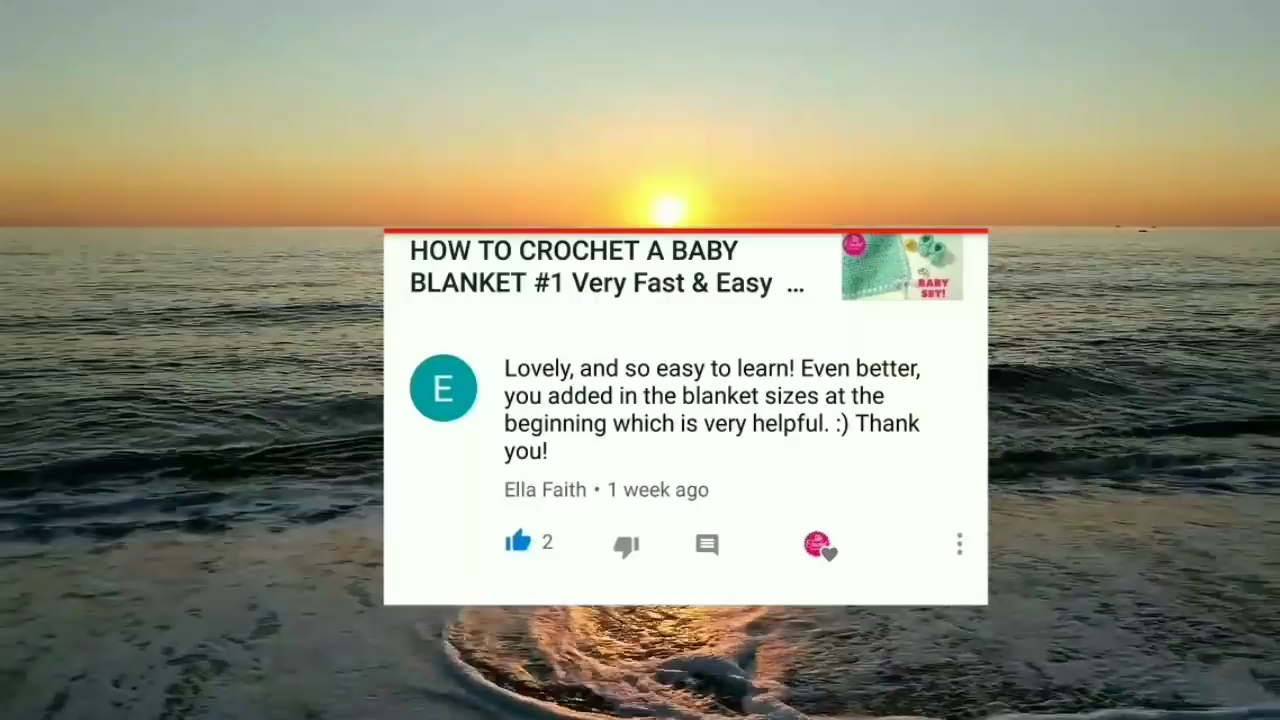 HOW TO CROCHET A BABY
BLANKET #1 Very Fast & Easy ...
BABY
SET!
E
Lovely, and so easy to learn! Even better,
you added in the blanket sizes at the
beginning which is very helpful. :) Thank
you!
Ella Faith • 1 week ago
2